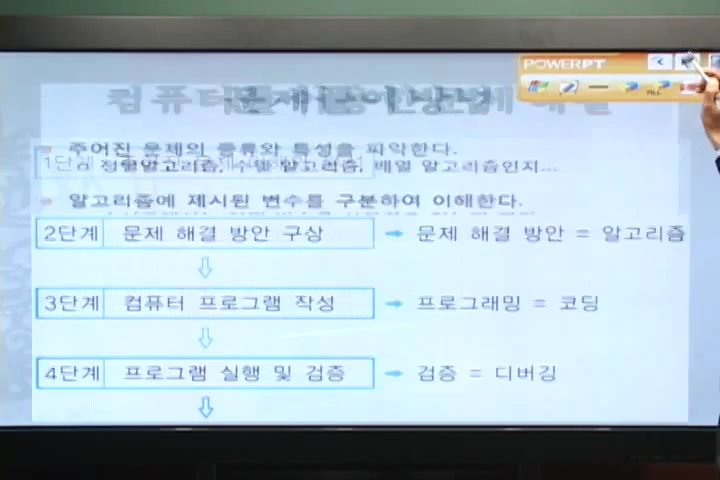 POWERPT
주어진 문제의 종류와 특성을 파악한다.
1단계
정렬알고리즘, 수열 알고리즘, 배열 알고리즘인지...
알고리즘에 제시된 변수를 구분하여 이해한다.
2단계 문제 해결 방안 구상 문제 해결 방안 = 알고리즘
3단계 컴퓨터 프로그램 작성 프로그래밍 = 코딩
4단계 프로그램 실행 및 검증 검증 = 디버깅